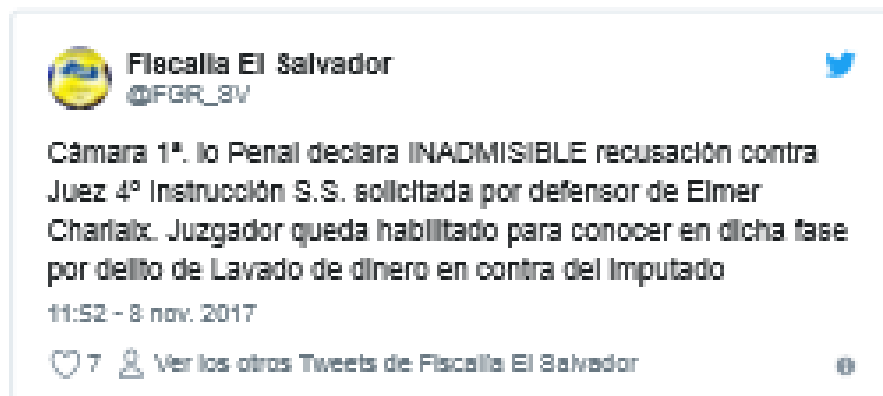 Fiscalía El Salvador
@FGR_SV
Cámara 1ª. lo Penal declara INADMISIBLE recusación contra
Juez 4º Instrucción S.S. solicitada por defensor de Elmer
Charlaix. Juzgador queda habilitado para conocer en dicha fase
por delito de Lavado de dinero en contra del imputado
11:52 - 8 nov. 2017
7 Ver los otros Tweets de Fiscalía El Salvador